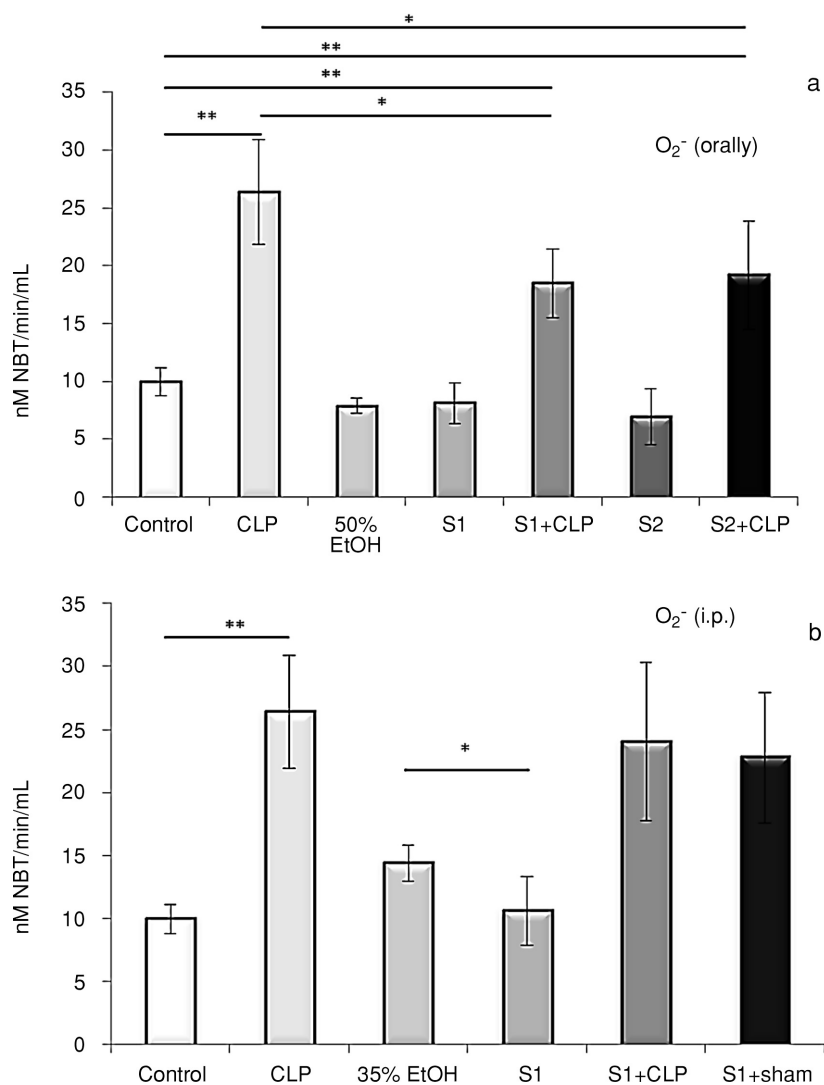 *
**
**
*
**
a
O₂⁻ (orally)
nM NBT/min/mL
35
30
25
20
15
10
5
0
Control CLP 50% S1 S1+CLP S2 S2+CLP
EtOH
b
O₂⁻ (i.p.)
**
*
nM NBT/min/mL
35
30
25
20
15
10
5
0
Control CLP 35% EtOH S1 S1+CLP S1+sham